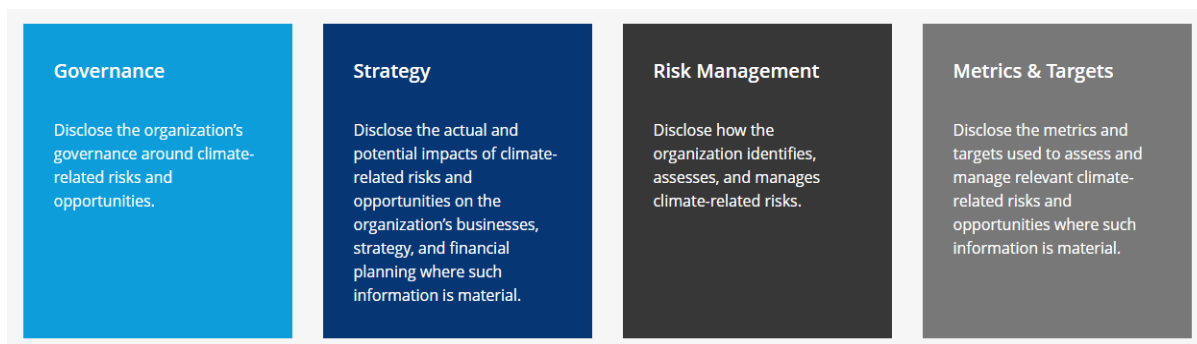 Governance
Disclose the organization's
governance around climate-
related risks and
opportunities.
Strategy
Disclose the actual and
potential impacts of climate-
related risks and
opportunities on the
organization's businesses,
strategy, and financial
planning where such
information is material.
Risk Management
Disclose how the
organization identifies,
assesses, and manages
climate-related risks.
Metrics & Targets
Disclose the metrics and
targets used to assess and
manage relevant climate-
related risks and
opportunities where such
information is material.